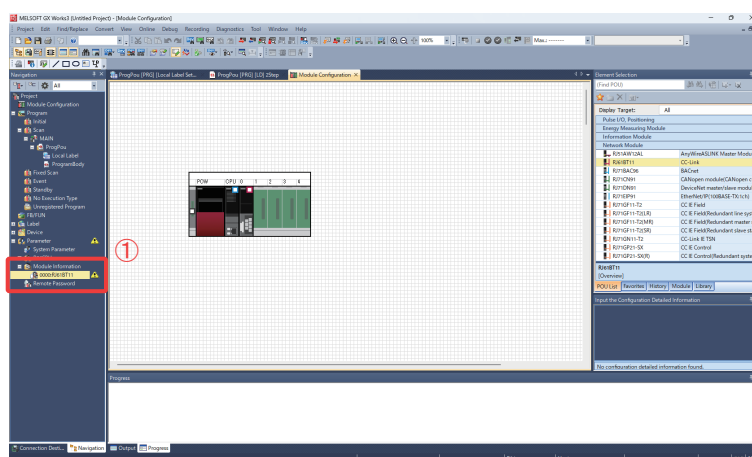 MELSOFT GX Works3 (Untitled Project) - [Module Configuration]
Project Edit Find/Replace Convert View Online Debug Recording Diagnostics Tool Window Help
100% Max.:
Navigation
All
Project
Module Configuration
Program
Initial
Scan
MAIN
ProgPou
Local Label
ProgramBody
Fixed Scan
Event
Standby
No Execution Type
Unregistered Program
FB/FUN
Label
Device
Parameter
System Parameter
Module Information
0000:RJ61BT11
Remote Password
ProgPou [PRG] [Local Label Set... ProgPou [PRG] [LD] 2Step Module Configuration
POW CPU 0 1 2 3 4
①
Element Selection
(Find POU)
Display Target: All
Pulse I/O, Positioning
Energy Measuring Module
Information Module
Network Module
RJ51AW12AL AnyWireASLINK Master Modu
RJ61BT11 CC-Link
RJ71BAC96 BACnet
RJ71CN91 CANopen module(CANopen c
RJ71DN91 DeviceNet master/slave modul
RJ71EIP91 EtherNet/IP(100BASE-TX:1ch)
RJ71GF11-T2 CC IE Field
RJ71GF11-T2(LR) CC IE Field(Redundant line sys
RJ71GF11-T2(MR) CC IE Field(Redundant master
RJ71GF11-T2(SR) CC IE Field(Redundant slave st
RJ71GN11-T2 CC-Link IE TSN
RJ71GP21-SX CC IE Control
RJ71GP21-SX(R) CC IE Control(Redundant syste
RJ61BT11
[Overview]
POU List Favorites History Module Library
Input the Configuration Detailed Information
No configuration detailed information found.
Progress
Connection Desti... Navigation Output Progress